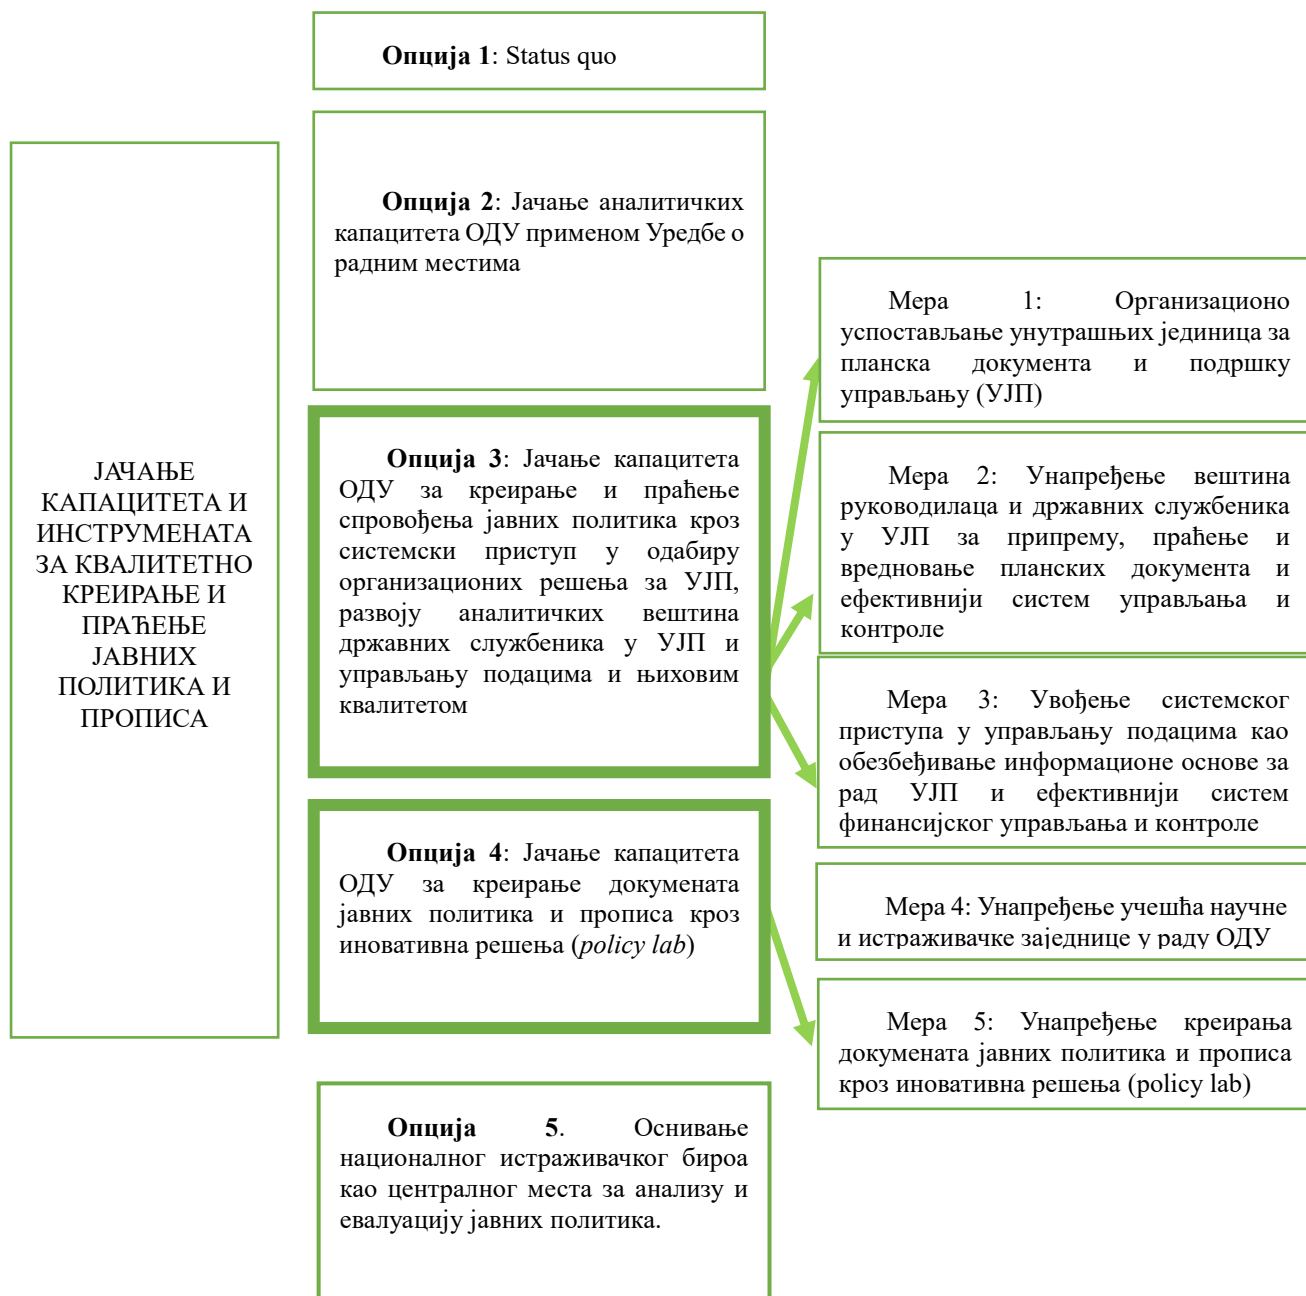 Опција 1: Status quo
Опција 2: Јачање аналитичких
капацитета ОДУ применом Уредбе о
радним местима
ЈАЧАЊЕ
КАПАЦИТЕТА И
ИНСТРУМЕНАТА
ЗА КВАЛИТЕТНО
КРЕИРАЊЕ И
ПРАЋЕЊЕ
ЈАВНИХ
ПОЛИТИКА И
ПРОПИСА
Опција 3: Јачање капацитета
ОДУ за креирање и праћење
спровођења јавних политика кроз
системски приступ у одабиру
организационих решења за УЈП,
развоју аналитичких вештина
државних службеника у УЈП и
управљању подацима и њиховим
квалитетом
Опција 4: Јачање капацитета
ОДУ за креирање докумената
јавних политика и прописа кроз
иновативна решења (policy lab)
Опција 5. Оснивање
националног истраживачког бироа
као централног места за анализу и
евалуацију јавних политика.
Мера 1: Организационо
успостављање унутрашњих јединица за
планска документа и подршку
управљању (УЈП)
Мера 2: Унапређење вештина
руководилаца и државних службеника
у УЈП за припрему, праћење и
вредновање планских документа и
ефективнији систем управљања и
контроле
Мера 3: Увођење системског
приступа у управљању подацима као
обезбеђивање информационе основе за
рад УЈП и ефективнији систем
финансијског управљања и контроле
Мера 4: Унапређење учешћа научне
и истраживачке заједнице у раду ОДУ
Мера 5: Унапређење креирања
докумената јавних политика и прописа
кроз иновативна решења (policy lab)